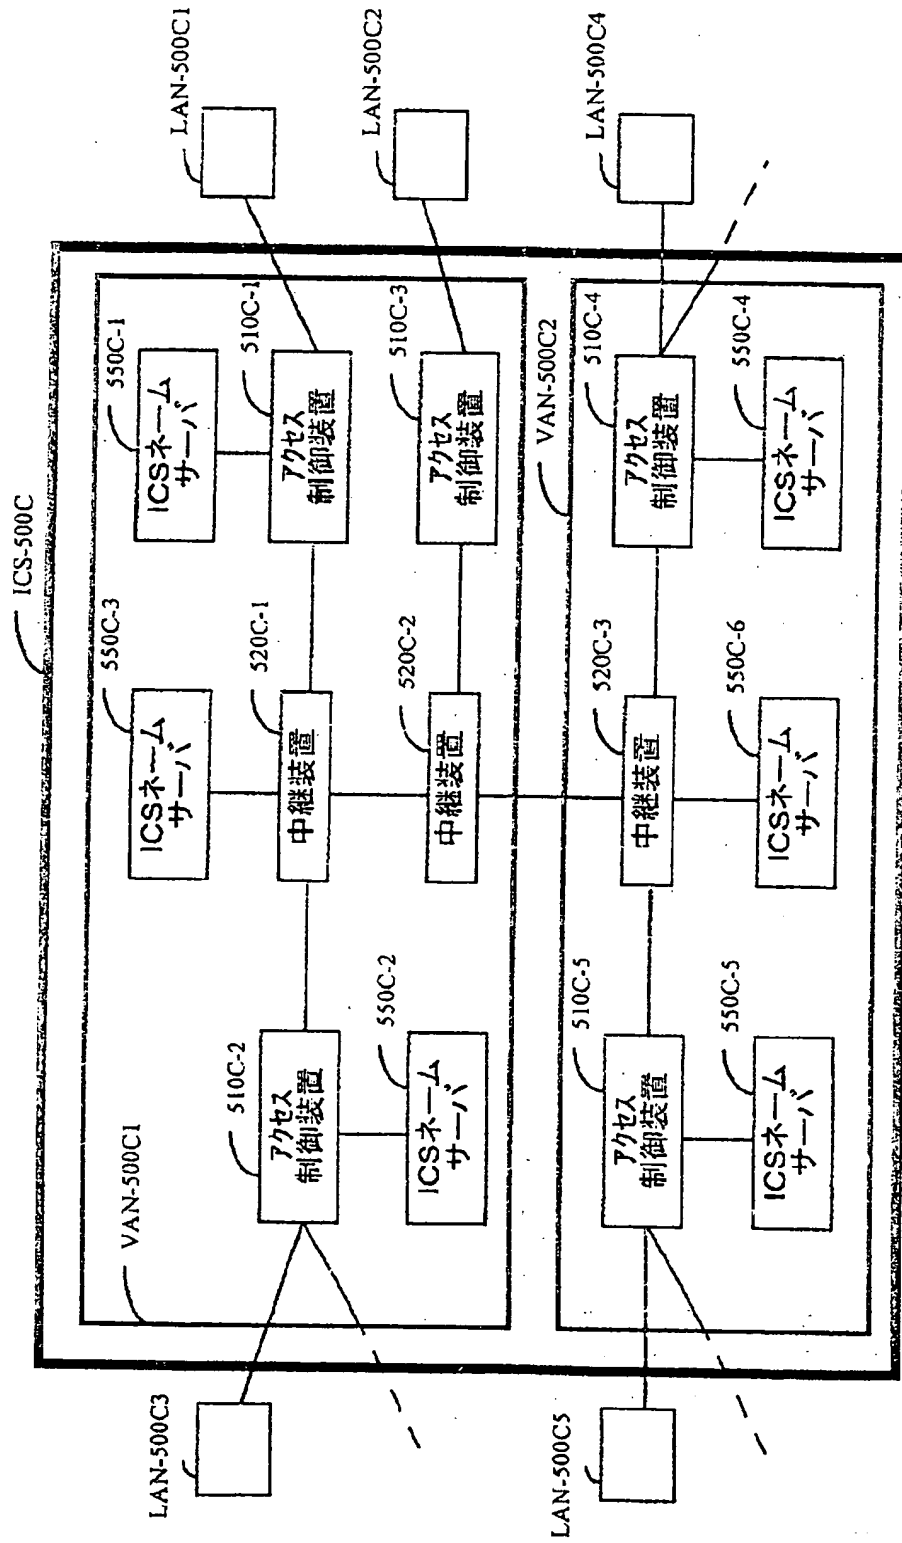 ICS-500C
VAN-500C1
550C-3
550C-1
ICSネーム
サーバ
ICSネーム
サーバ
LAN-500C3
510C-2
アクセス
制御装置
520C-1
中継装置
510C-1
アクセス
制御装置
LAN-500C1
550C-2
ICSネーム
サーバ
520C-2
中継装置
510C-3
アクセス
制御装置
LAN-500C2
VAN-500C2
LAN-500C5
510C-5
アクセス
制御装置
520C-3
中継装置
510C-4
アクセス
制御装置
LAN-500C4
550C-5
ICSネーム
サーバ
550C-6
ICSネーム
サーバ
550C-4
ICSネーム
サーバ